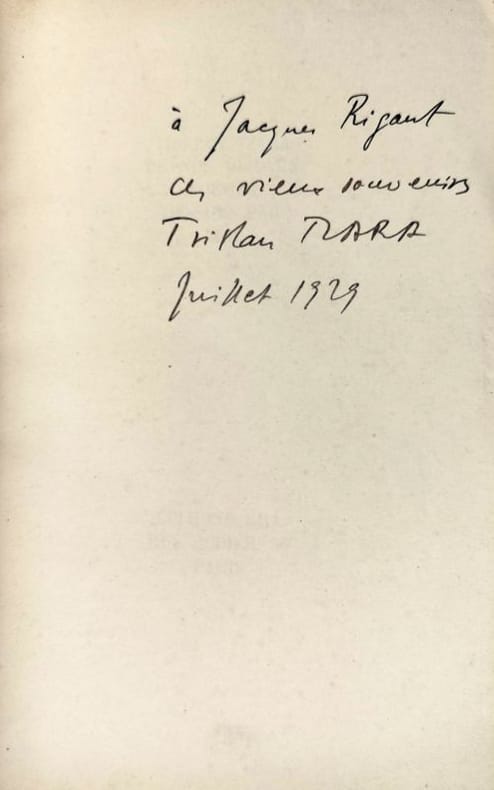 à Jacques Rigaut
ces vieux souvenirs
Tristan TZARA
Juillet 1929